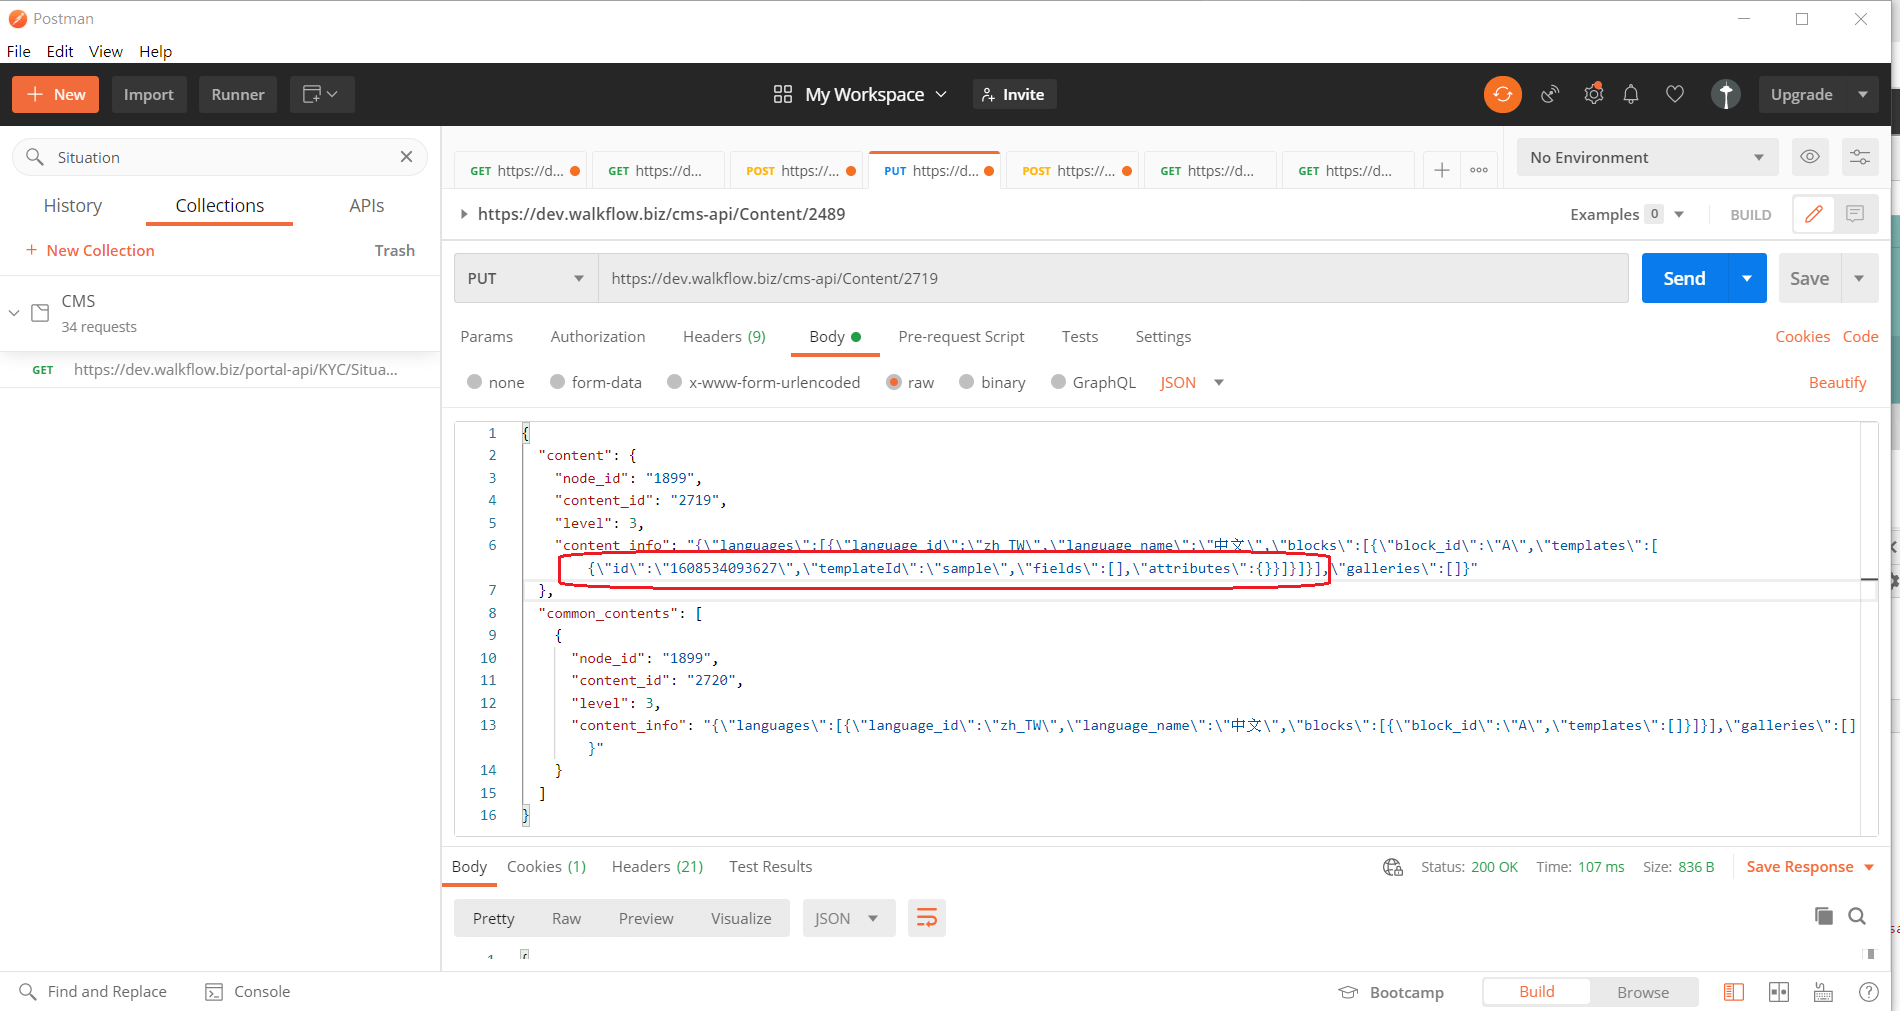 Postman
File Edit View Help
+ New Import Runner My Workspace Invite Upgrade
Situation
History Collections APIs
+ New Collection Trash
CMS
34 requests
GET https://dev.walkflow.biz/portal-api/KYC/Situa...
GET https://d... GET https://d... POST https://... PUT https://d... POST https://... GET https://d... GET https://d...
No Environment
https://dev.walkflow.biz/cms-api/Content/2489
Examples 0 BUILD
PUT https://dev.walkflow.biz/cms-api/Content/2719 Send Save
Params Authorization Headers (9) Body Pre-request Script Tests Settings Cookies Code
none form-data x-www-form-urlencoded raw binary GraphQL JSON Beautify
1 {
2 "content": {
3 "node_id": "1899",
4 "content_id": "2719",
5 "level": 3,
6 "content_info": "{\"languages\":[{\"language_id\":\"zh_TW\",\"language_name\":\"中文\",\"blocks\":[{\"block_id\":\"A\",\"templates\":[
{\"id\":\"1608534093627\",\"templateId\":\"sample\",\"fields\":[],\"attributes\":{}}]}]}],\"galleries\":[]}"
7 },
8 "common_contents": [
9 {
10 "node_id": "1899",
11 "content_id": "2720",
12 "level": 3,
13 "content_info": "{\"languages\":[{\"language_id\":\"zh_TW\",\"language_name\":\"中文\",\"blocks\":[{\"block_id\":\"A\",\"templates\":[]}]}],\"galleries\":[]
}"
14 }
15 ]
16 }
Body Cookies (1) Headers (21) Test Results Status: 200 OK Time: 107 ms Size: 836 B Save Response
Pretty Raw Preview Visualize JSON
1 {
Find and Replace Console Bootcamp Build Browse